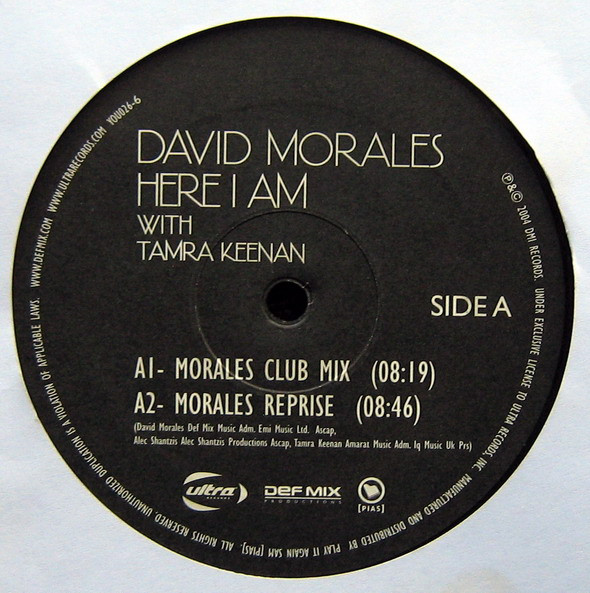 DAVID MORALES
HERE I AM
WITH
TAMRA KEENAN
SIDE A
A1- MORALES CLUB MIX (08:19)
A2- MORALES REPRISE (08:46)
(David Morales Def Mix Music Adm. Emi Music Ltd. Ascap,
Alec Shantzis Alec Shantzis Productions Ascap, Tamra Keenan Amarat Music Adm. Iq Music Uk Prs)
ultra
RECORDS
DEF MIX
PRODUCTIONS
[PIAS]
℗&© 2004 DMI RECORDS. UNDER EXCLUSIVE LICENSE TO ULTRA RECORDS, INC MANUFACTURED AND DISTRIBUTED BY PLAY IT AGAIN SAM [PIAS]. ALL RIGHTS RESERVED. UNAUTHORIZED DUPLICATION IS A VIOLATION OF APPLICABLE LAWS. WWW.DEFMIX.COM WWW.ULTRARECORDS.COM YOU026-6